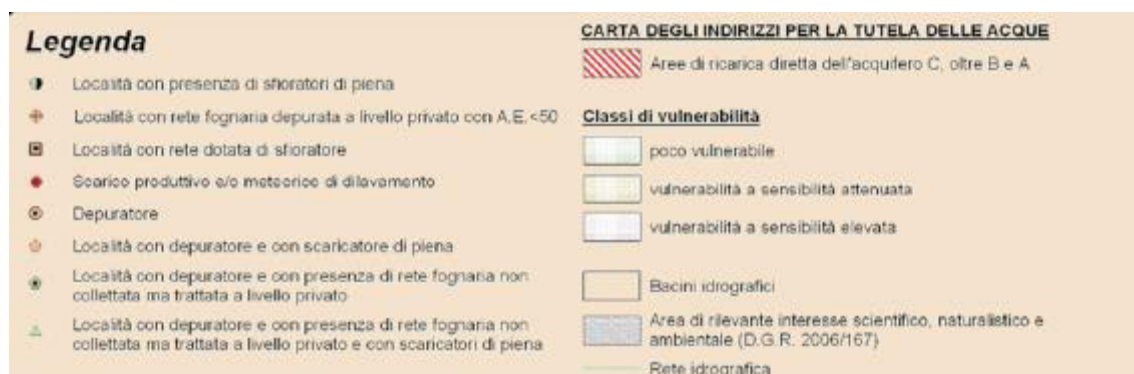 Legenda
Località con presenza di sfioratori di piena
Località con rete fognaria depurata a livello privato con A.E.<50
Località con rete dotata di sfioratore
Scarico produttivo e/o meteorico di dilavamento
Depuratore
Località con depuratore e con scaricatore di piena
Località con depuratore e con presenza di rete fognaria non
collettata ma trattata a livello privato
Località con depuratore e con presenza di rete fognaria non
collettata ma trattata a livello privato e con scaricatori di piena
CARTA DEGLI INDIRIZZI PER LA TUTELA DELLE ACQUE
Aree di ricarica diretta dell'acquifero C, oltre B e A
Classi di vulnerabilità
poco vulnerabile
vulnerabilità a sensibilità attenuata
vulnerabilità a sensibilità elevata
Bacini idrografici
Area di rilevante interesse scientifico, naturalistico e
ambientale (D.G.R. 2006/167)
Rete idrografica